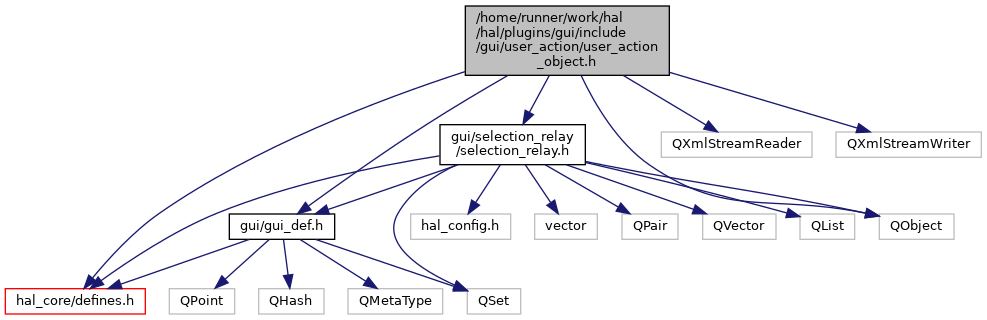 /home/runner/work/hal
/hal/plugins/gui/include
/gui/user_action/user_action
_object.h
gui/selection_relay
/selection_relay.h
QXmlStreamReader
QXmlStreamWriter
gui/gui_def.h
hal_config.h
vector
QPair
QVector
QList
QObject
hal_core/defines.h
QPoint
QHash
QMetaType
QSet